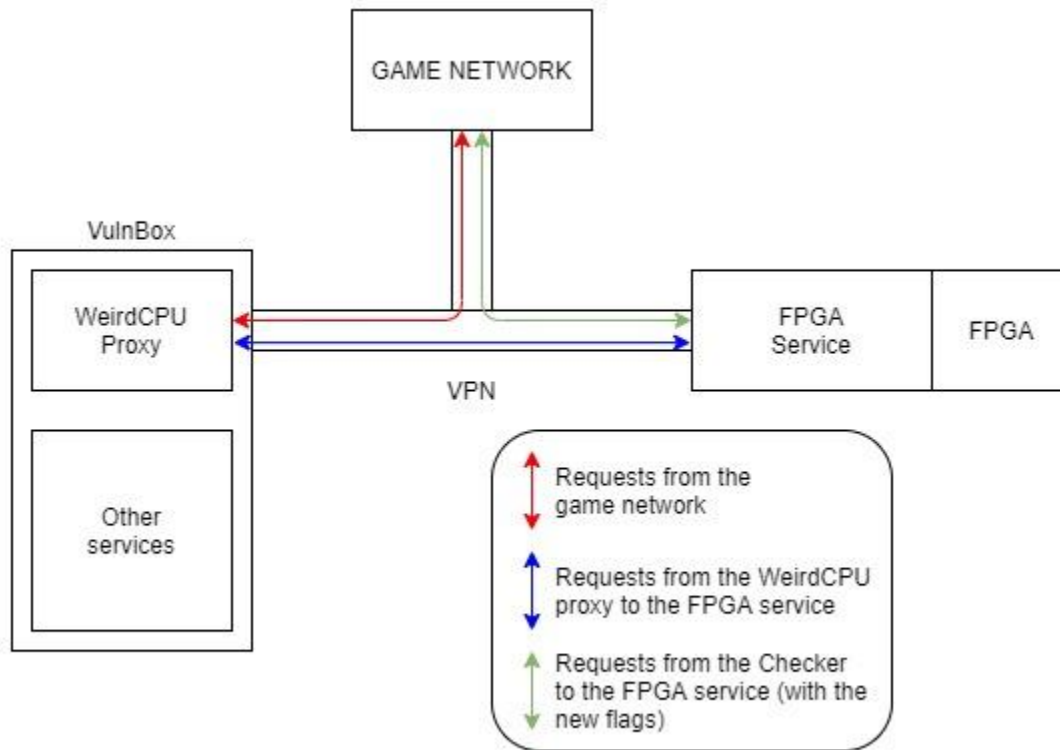 GAME NETWORK
VulnBox
WeirdCPU
Proxy
FPGA
Service
FPGA
VPN
Other
services
Requests from the
game network
Requests from the WeirdCPU
proxy to the FPGA service
Requests from the Checker
to the FPGA service (with the
new flags)